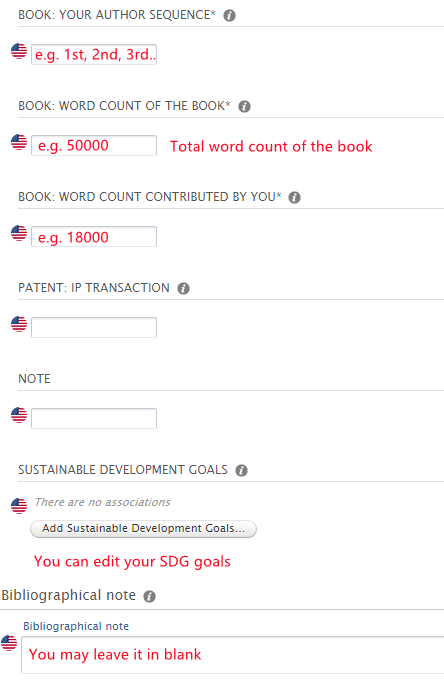 BOOK: YOUR AUTHOR SEQUENCE*
e.g. 1st, 2nd, 3rd..
BOOK: WORD COUNT OF THE BOOK*
e.g. 50000 Total word count of the book
BOOK: WORD COUNT CONTRIBUTED BY YOU*
e.g. 18000
PATENT: IP TRANSACTION
NOTE
SUSTAINABLE DEVELOPMENT GOALS
There are no associations
Add Sustainable Development Goals...
You can edit your SDG goals
Bibliographical note
Bibliographical note
You may leave it in blank